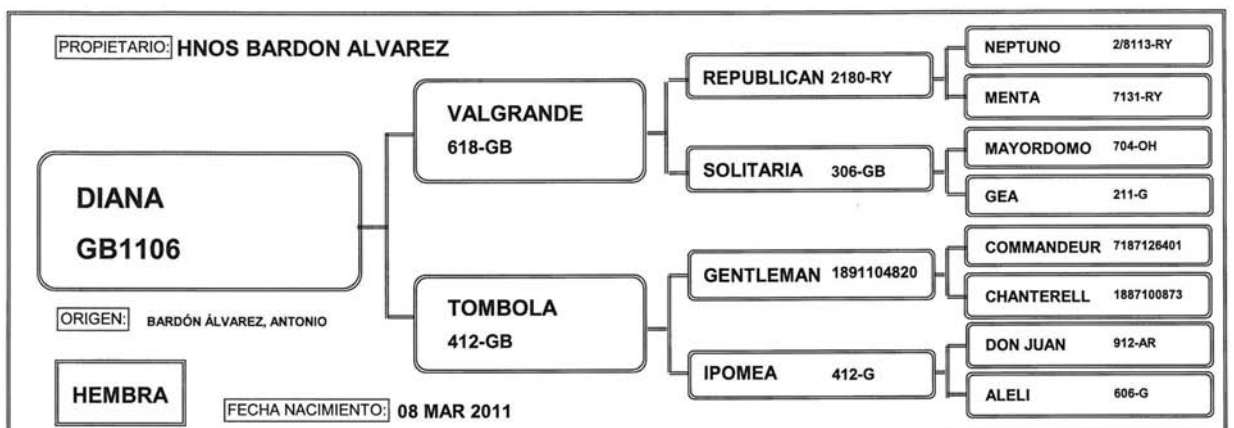 PROPIETARIO: HNOS BARDON ALVAREZ
DIANA
GB1106
ORIGEN: BARDÓN ÁLVAREZ, ANTONIO
HEMBRA
FECHA NACIMIENTO: 08 MAR 2011
VALGRANDE
618-GB
TOMBOLA
412-GB
REPUBLICAN 2180-RY
SOLITARIA 306-GB
GENTLEMAN 1891104820
IPOMEA 412-G
NEPTUNO 2/8113-RY
MENTA 7131-RY
MAYORDOMO 704-OH
GEA 211-G
COMMANDEUR 7187126401
CHANTERELL 1887100873
DON JUAN 912-AR
ALELI 606-G